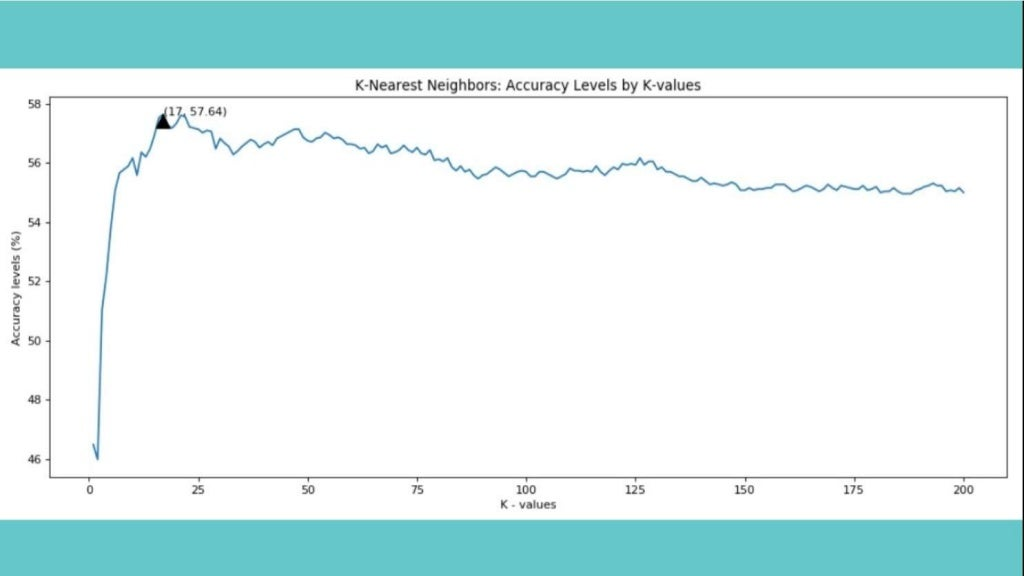 K-Nearest Neighbors: Accuracy Levels by K-values
58
(17, 57.64)
56
54
52
50
48
46
Accuracy levels (%)
0 25 50 75 100 125 150 175 200
K - values